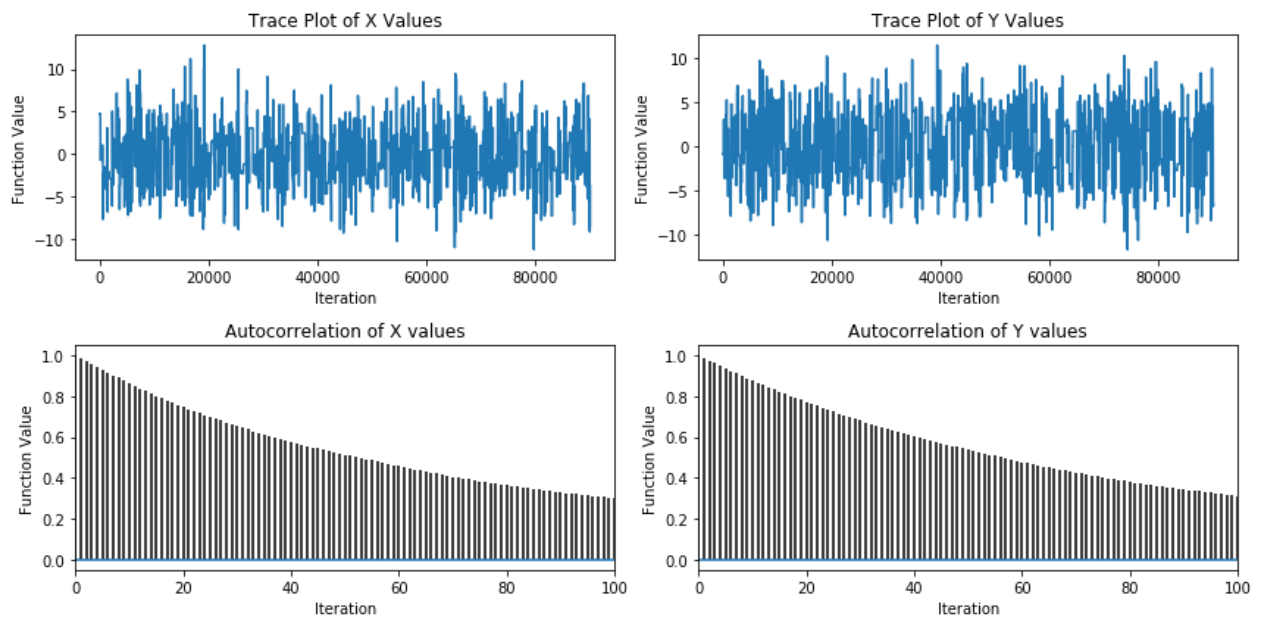 Trace Plot of X Values
Function Value
10
5
0
−5
−10
0 20000 40000 60000 80000
Iteration
Trace Plot of Y Values
Function Value
10
5
0
−5
−10
0 20000 40000 60000 80000
Iteration
Autocorrelation of X values
Function Value
1.0
0.8
0.6
0.4
0.2
0.0
0 20 40 60 80 100
Iteration
Autocorrelation of Y values
Function Value
1.0
0.8
0.6
0.4
0.2
0.0
0 20 40 60 80 100
Iteration